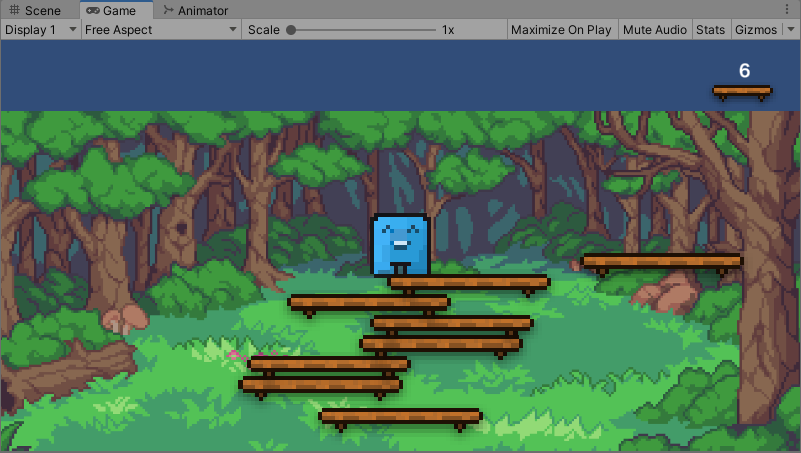 Scene Game Animator
Display 1 Free Aspect Scale 1x Maximize On Play Mute Audio Stats Gizmos
6